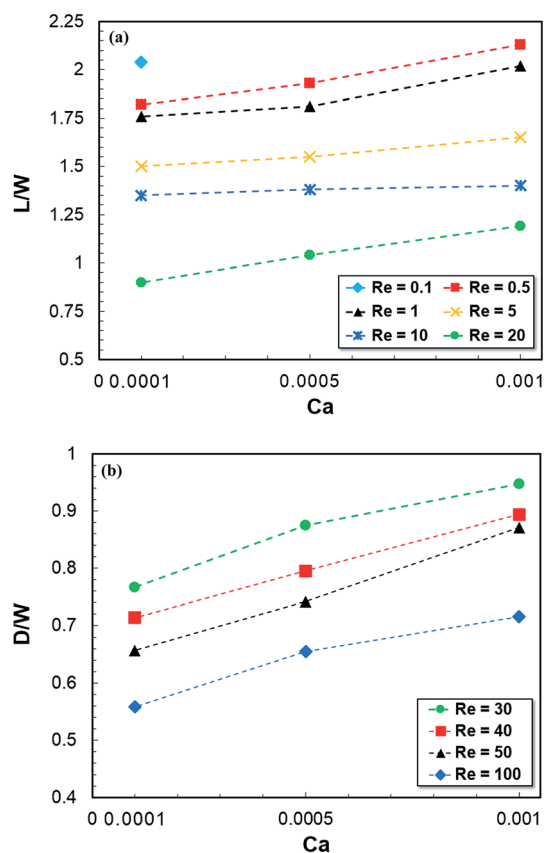 (a)
2.25
2
1.75
1.5
1.25
1
0.75
0.5
L/W
Re = 0.1 Re = 0.5
Re = 1 Re = 5
Re = 10 Re = 20
0 0.0001 0.0005 0.001
Ca
(b)
1
0.9
0.8
0.7
0.6
0.5
0.4
D/W
Re = 30
Re = 40
Re = 50
Re = 100
0 0.0001 0.0005 0.001
Ca